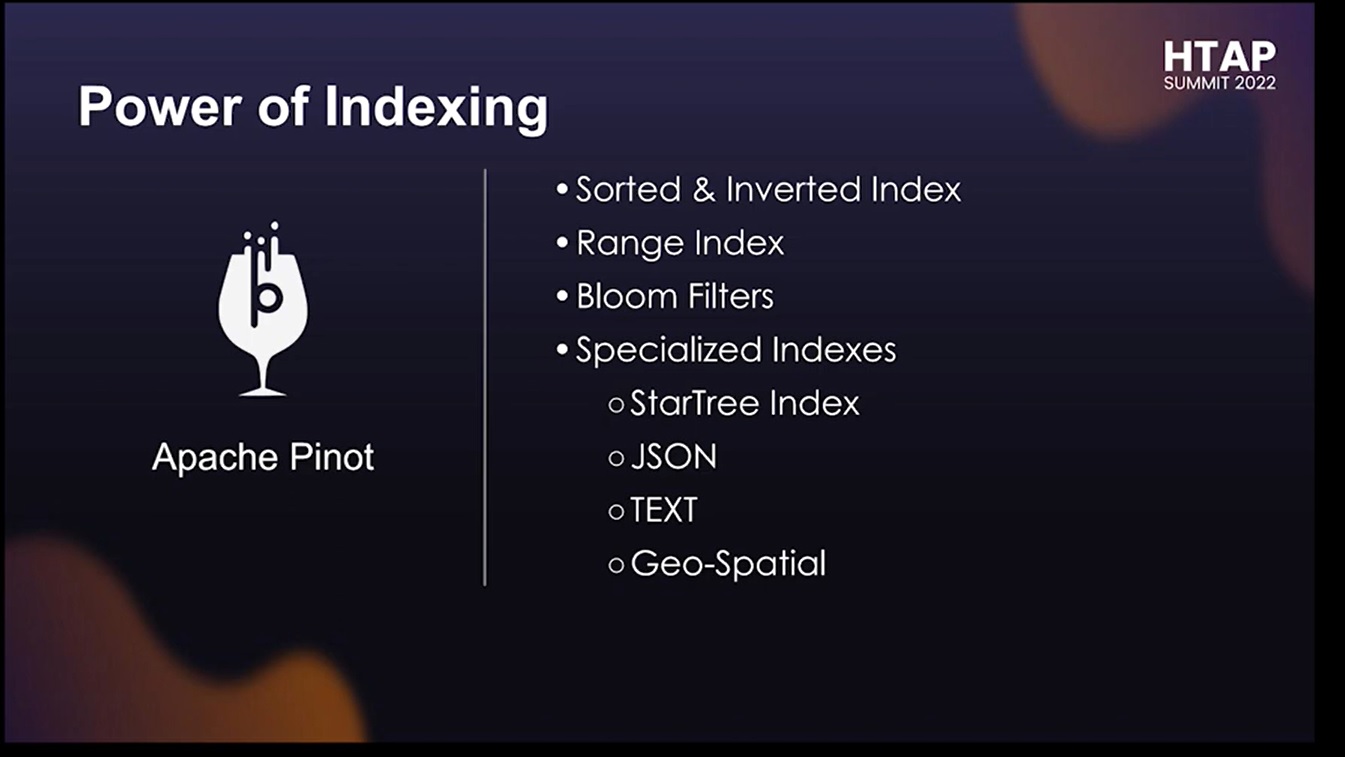 HTAP
SUMMIT 2022
Power of Indexing
Apache Pinot
• Sorted & Inverted Index
• Range Index
• Bloom Filters
• Specialized Indexes
○ StarTree Index
○ JSON
○ TEXT
○ Geo-Spatial